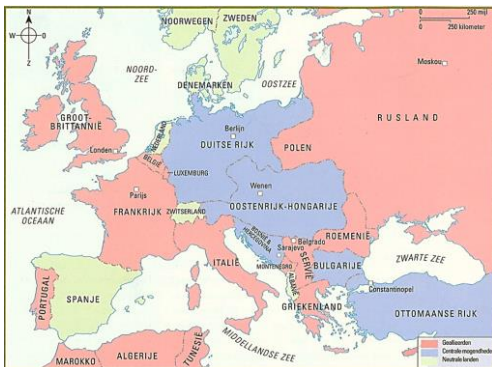 N
W
O
Z
NOORWEGEN
ZWEDEN
0 250 mijl
0 250 kilometer
NOORD-
ZEE
OOSTZEE
Moskou
DENEMARKEN
GROOT-
BRITTANNIË
RUSLAND
NEDERLAND
Berlijn
Londen
DUITSE RIJK
POLEN
BELGIË
LUXEMBURG
Parijs
Wenen
ATLANTISCHE
OCEAAN
FRANKRIJK
ZWITSERLAND
OOSTENRIJK-HONGARIJE
BOSNIË &
HERCEGOVINA
ROEMENIË
Belgrado
Sarajevo
SERVIË
ZWARTE ZEE
ITALIË
MONTENEGRO
BULGARIJE
ALBANIË
Constantinopel
PORTUGAL
SPANJE
GRIEKENLAND
OTTOMAANSE RIJK
MIDDELLANDSE ZEE
MAROKKO
ALGERIJE
TUNESIË
Geallieerden
Centrale mogendhede
Neutrale landen